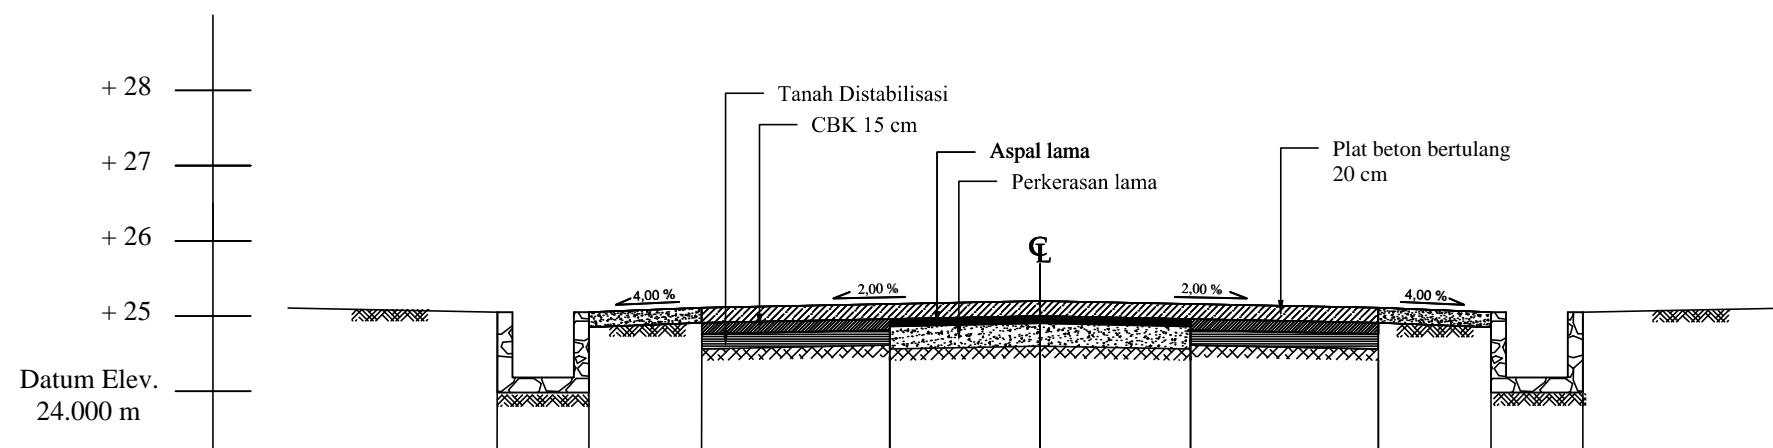 + 28
Tanah Distabilisasi
CBK 15 cm
+ 27
Aspal lama
Plat beton bertulang
20 cm
Perkerasan lama
+ 26
CL
4,00 %
2,00 %
2,00 %
4,00 %
+ 25
Datum Elev.
24.000 m